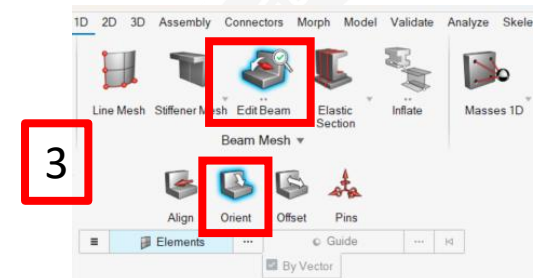 1D 2D 3D Assembly Connectors Morph Model Validate Analyze Skele
Line Mesh Stiffener Mesh Edit Beam Elastic Section Inflate Masses 1D
Beam Mesh ▾
3
Align Orient Offset Pins
Elements ... Guide ...
By Vector